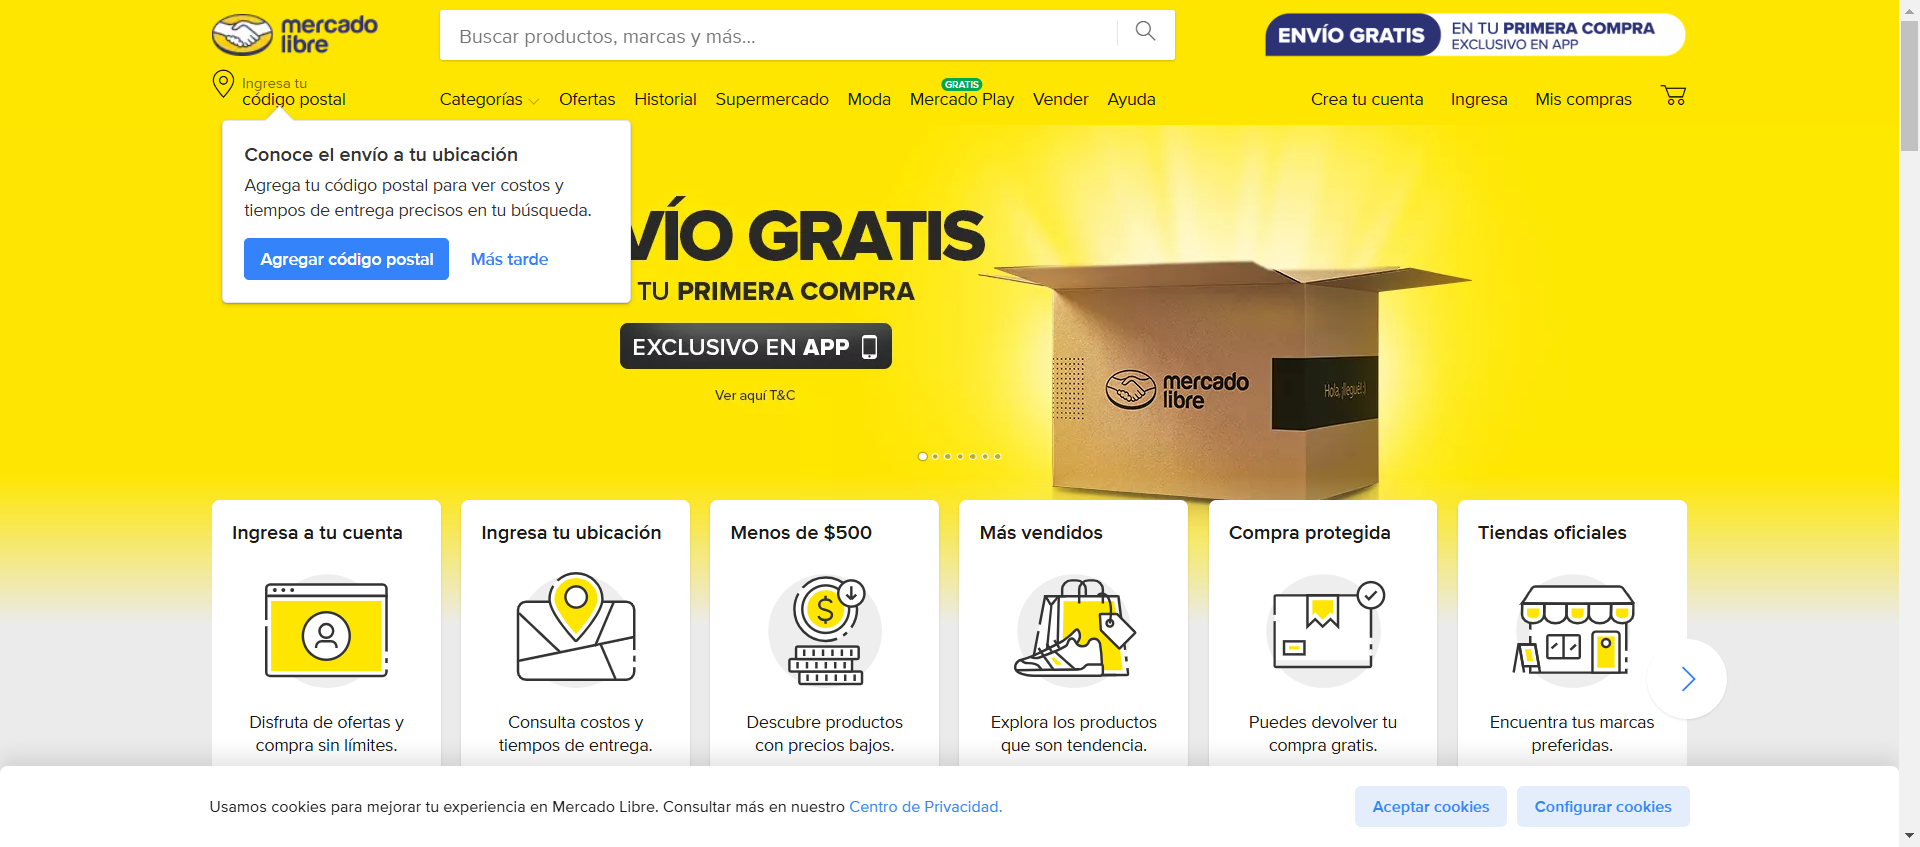 mercado
libre
Buscar productos, marcas y más...
ENVÍO GRATIS
EN TU PRIMERA COMPRA
EXCLUSIVO EN APP
Ingresa tu
código postal
Categorías
Ofertas
Historial
Supermercado
Moda
GRATIS
Mercado Play
Vender
Ayuda
Crea tu cuenta
Ingresa
Mis compras
Conoce el envío a tu ubicación
Agrega tu código postal para ver costos y
tiempos de entrega precisos en tu búsqueda.
Agregar código postal
Más tarde
VÍO GRATIS
TU PRIMERA COMPRA
EXCLUSIVO EN APP
Ver aquí T&C
mercado
libre
Hola, ¡llegué! :)
Ingresa a tu cuenta
Disfruta de ofertas y
compra sin límites.
Ingresa tu ubicación
Consulta costos y
tiempos de entrega.
Menos de $500
$
Descubre productos
con precios bajos.
Más vendidos
Explora los productos
que son tendencia.
Compra protegida
Puedes devolver tu
compra gratis.
Tiendas oficiales
Encuentra tus marcas
preferidas.
Usamos cookies para mejorar tu experiencia en Mercado Libre. Consultar más en nuestro Centro de Privacidad.
Aceptar cookies
Configurar cookies